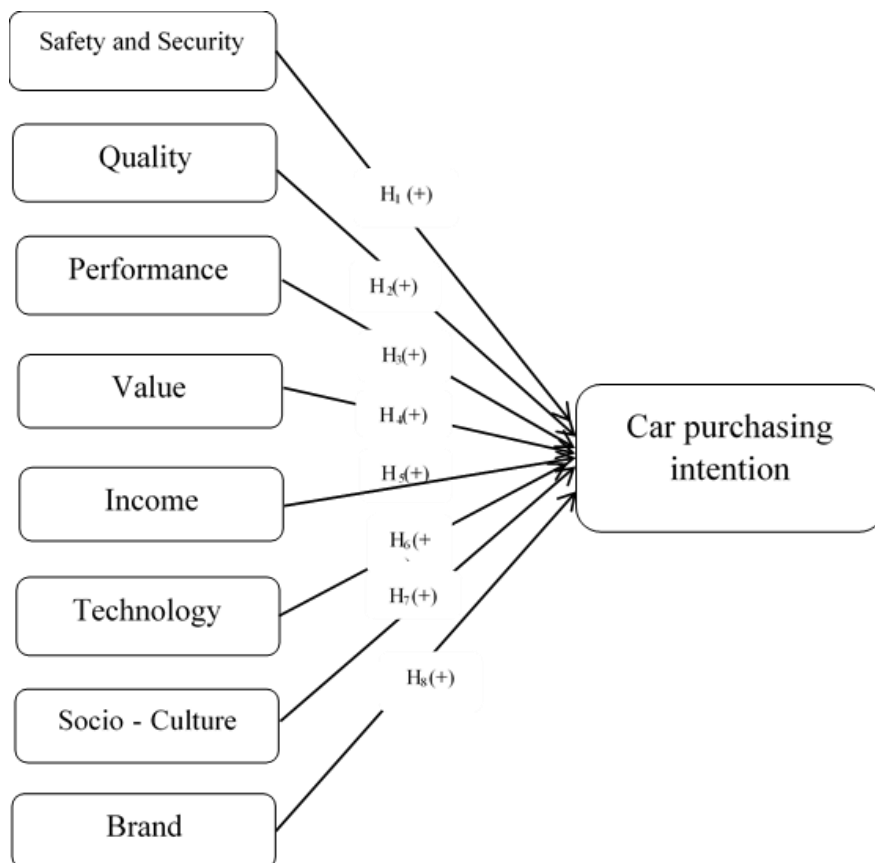 Safety and Security
Quality
Performance
Value
Income
Technology
Socio - Culture
Brand
H₁ (+)
H₂(+)
H₃(+)
H₄(+)
H₅(+)
H₆(+
H₇(+)
H₈(+)
Car purchasing
intention